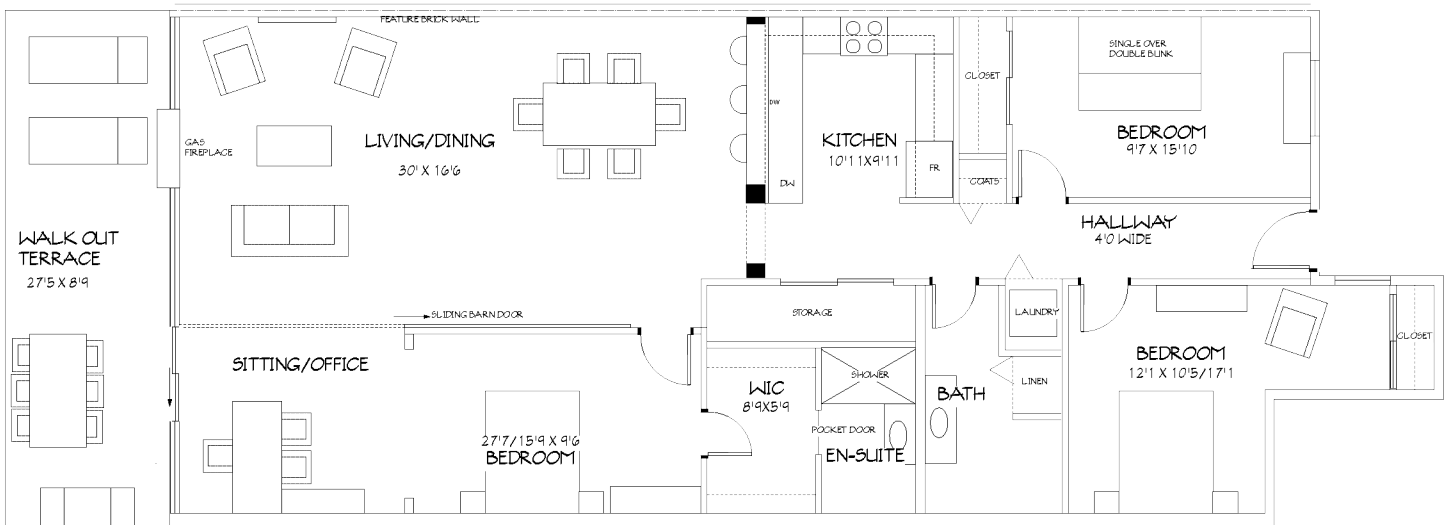 FEATURE BRICK WALL
SINGLE OVER
DOUBLE BUNK
CLOSET
DW
GAS
FIREPLACE
LIVING/DINING
30' X 16'6
KITCHEN
10'11X9'11
BEDROOM
9'7 X 15'10
DW
FR
COATS
WALK OUT
TERRACE
27'5 X 8'9
HALLWAY
4'0 WIDE
SLIDING BARN DOOR
STORAGE
LAUNDRY
CLOSET
SITTING/OFFICE
BEDROOM
12'1 X 10'5/17'1
SHOWER
LINEN
WIC
8'9X5'9
BATH
POCKET DOOR
27'7/15'9 X 9'6
BEDROOM
EN-SUITE